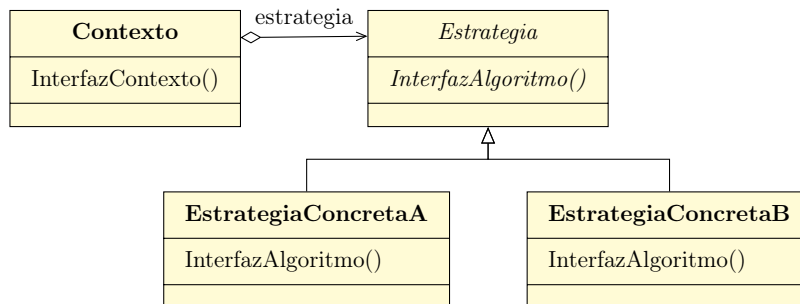 estrategia
Contexto
Estrategia
InterfazContexto()
InterfazAlgoritmo()
EstrategiaConcretaA
EstrategiaConcretaB
InterfazAlgoritmo()
InterfazAlgoritmo()